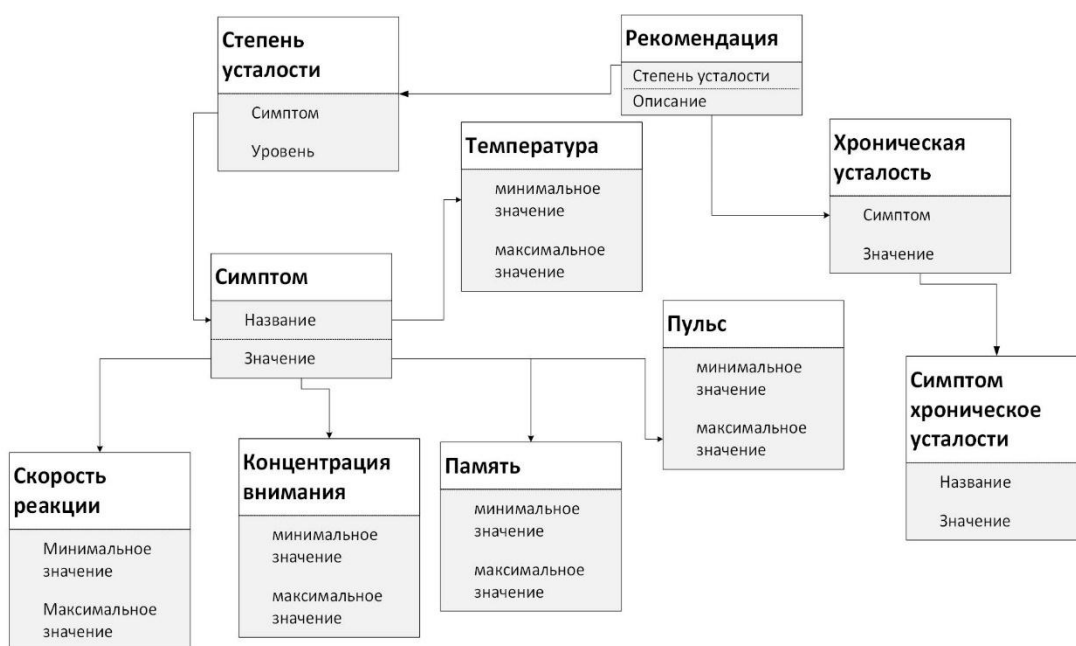 Степень
усталости
Симптом
Уровень
Рекомендация
Степень усталости
Описание
Температура
минимальное
значение
максимальное
значение
Хроническая
усталость
Симптом
Значение
Симптом
Название
Значение
Пульс
минимальное
значение
максимальное
значение
Симптом
хроническое
усталости
Название
Значение
Скорость
реакции
Минимальное
значение
Максимальное
значение
Концентрация
внимания
минимальное
значение
максимальное
значение
Память
минимальное
значение
максимальное
значение